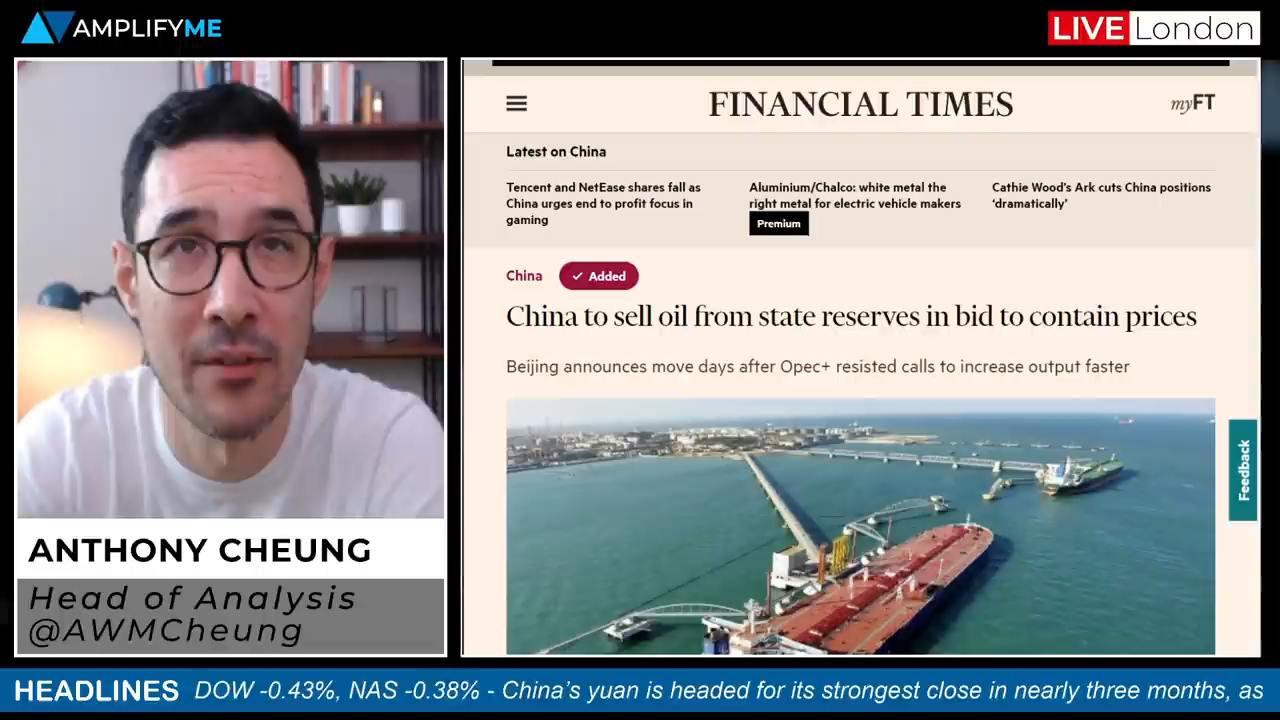 AMPLIFYME
LIVE London
FINANCIAL TIMES
myFT
Latest on China
Tencent and NetEase shares fall as
China urges end to profit focus in
gaming
Aluminium/Chalco: white metal the
right metal for electric vehicle makers
Premium
Cathie Wood's Ark cuts China positions
'dramatically'
China
Added
China to sell oil from state reserves in bid to contain prices
Beijing announces move days after Opec+ resisted calls to increase output faster
Feedback
ANTHONY CHEUNG
Head of Analysis
@AWMCheung
HEADLINES DOW -0.43%, NAS -0.38% - China's yuan is headed for its strongest close in nearly three months, as